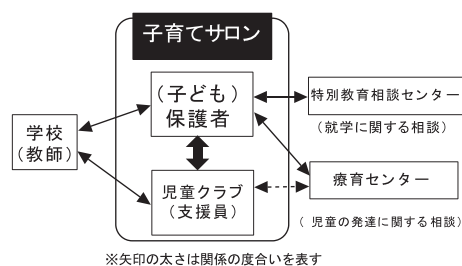 子育てサロン
(子ども)
保護者
特別教育相談センター
(就学に関する相談)
学校
(教師)
児童クラブ
(支援員)
療育センター
( 児童の発達に関する相談)
※矢印の太さは関係の度合いを表す